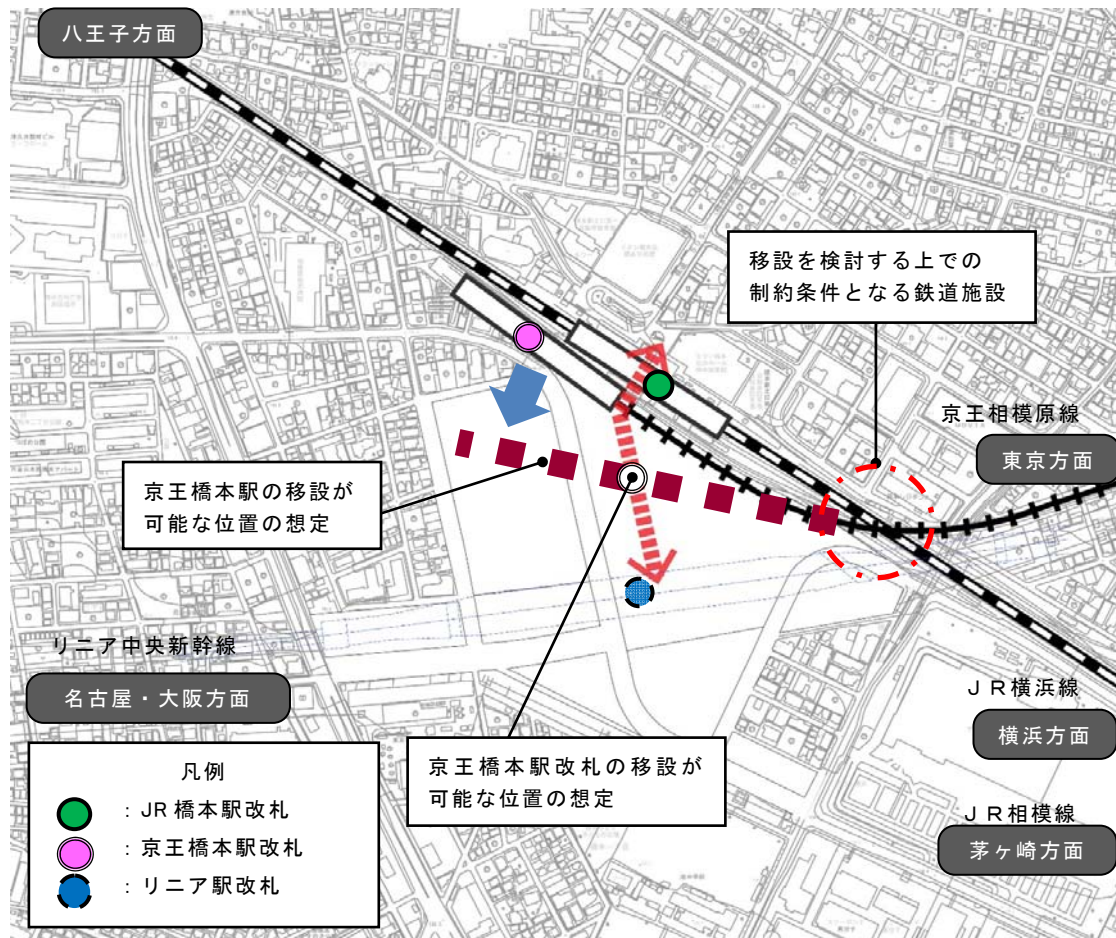 八王子方面
移設を検討する上での
制約条件となる鉄道施設
京王相模原線
東京方面
京王橋本駅の移設が
可能な位置の想定
リニア中央新幹線
名古屋・大阪方面
JR横浜線
横浜方面
京王橋本駅改札の移設が
可能な位置の想定
JR相模線
茅ヶ崎方面
凡例
：JR橋本駅改札
：京王橋本駅改札
：リニア駅改札